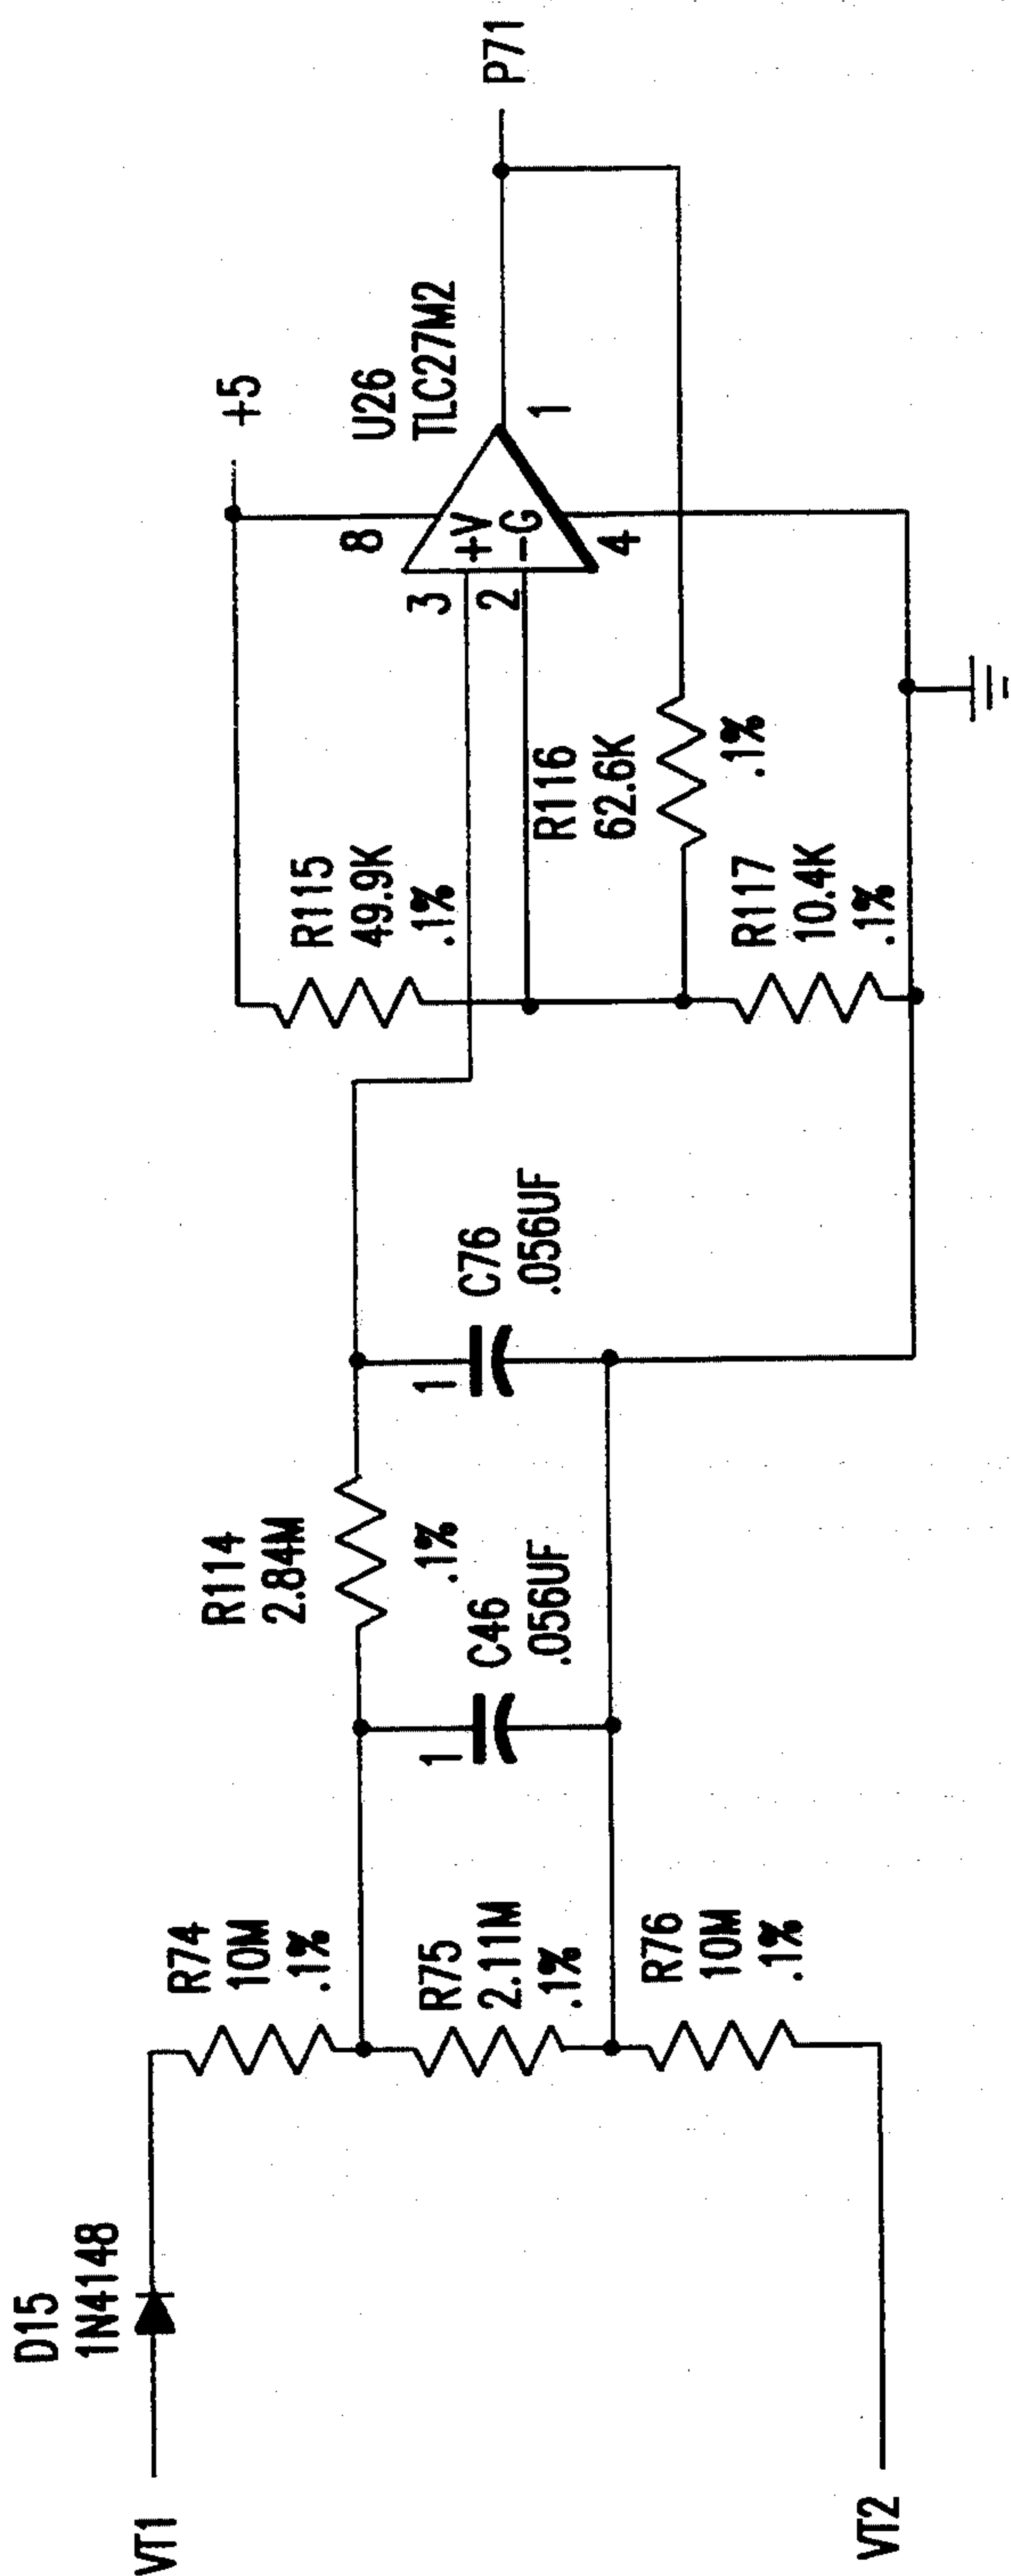 VT1
D15
1N4148
R74
10M
.1%
R75
2.11M
.1%
R76
10M
.1%
VT2
1
C46
.056UF
R114
2.84M
.1%
1
C76
.056UF
R115
49.9K
.1%
R116
62.6K
.1%
R117
10.4K
.1%
+5
U26
TLC27M2
8
3
+V
2
-G
4
1
P71